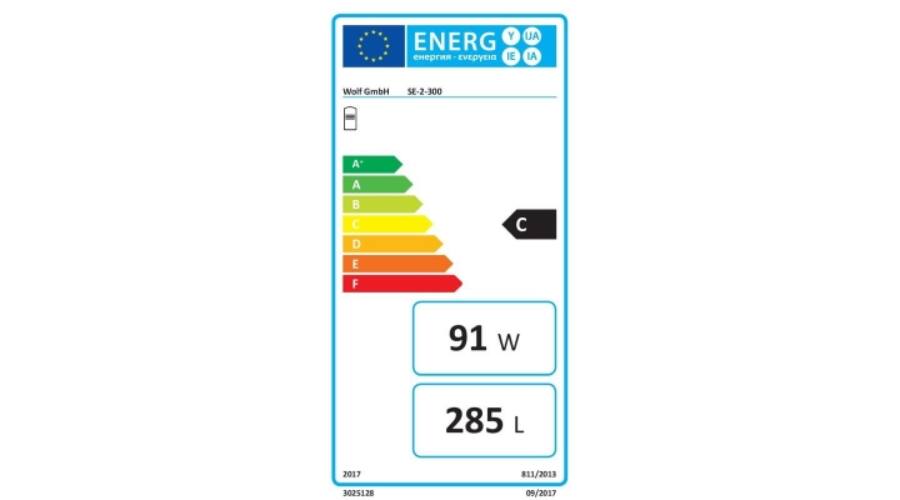 ENERG Y UA
енергия · ενεργεια IE IA
Wolf GmbH SE-2-300
A+
A
B
C
C
D
E
F
91 W
285 L
2017 811/2013
3025128 09/2017